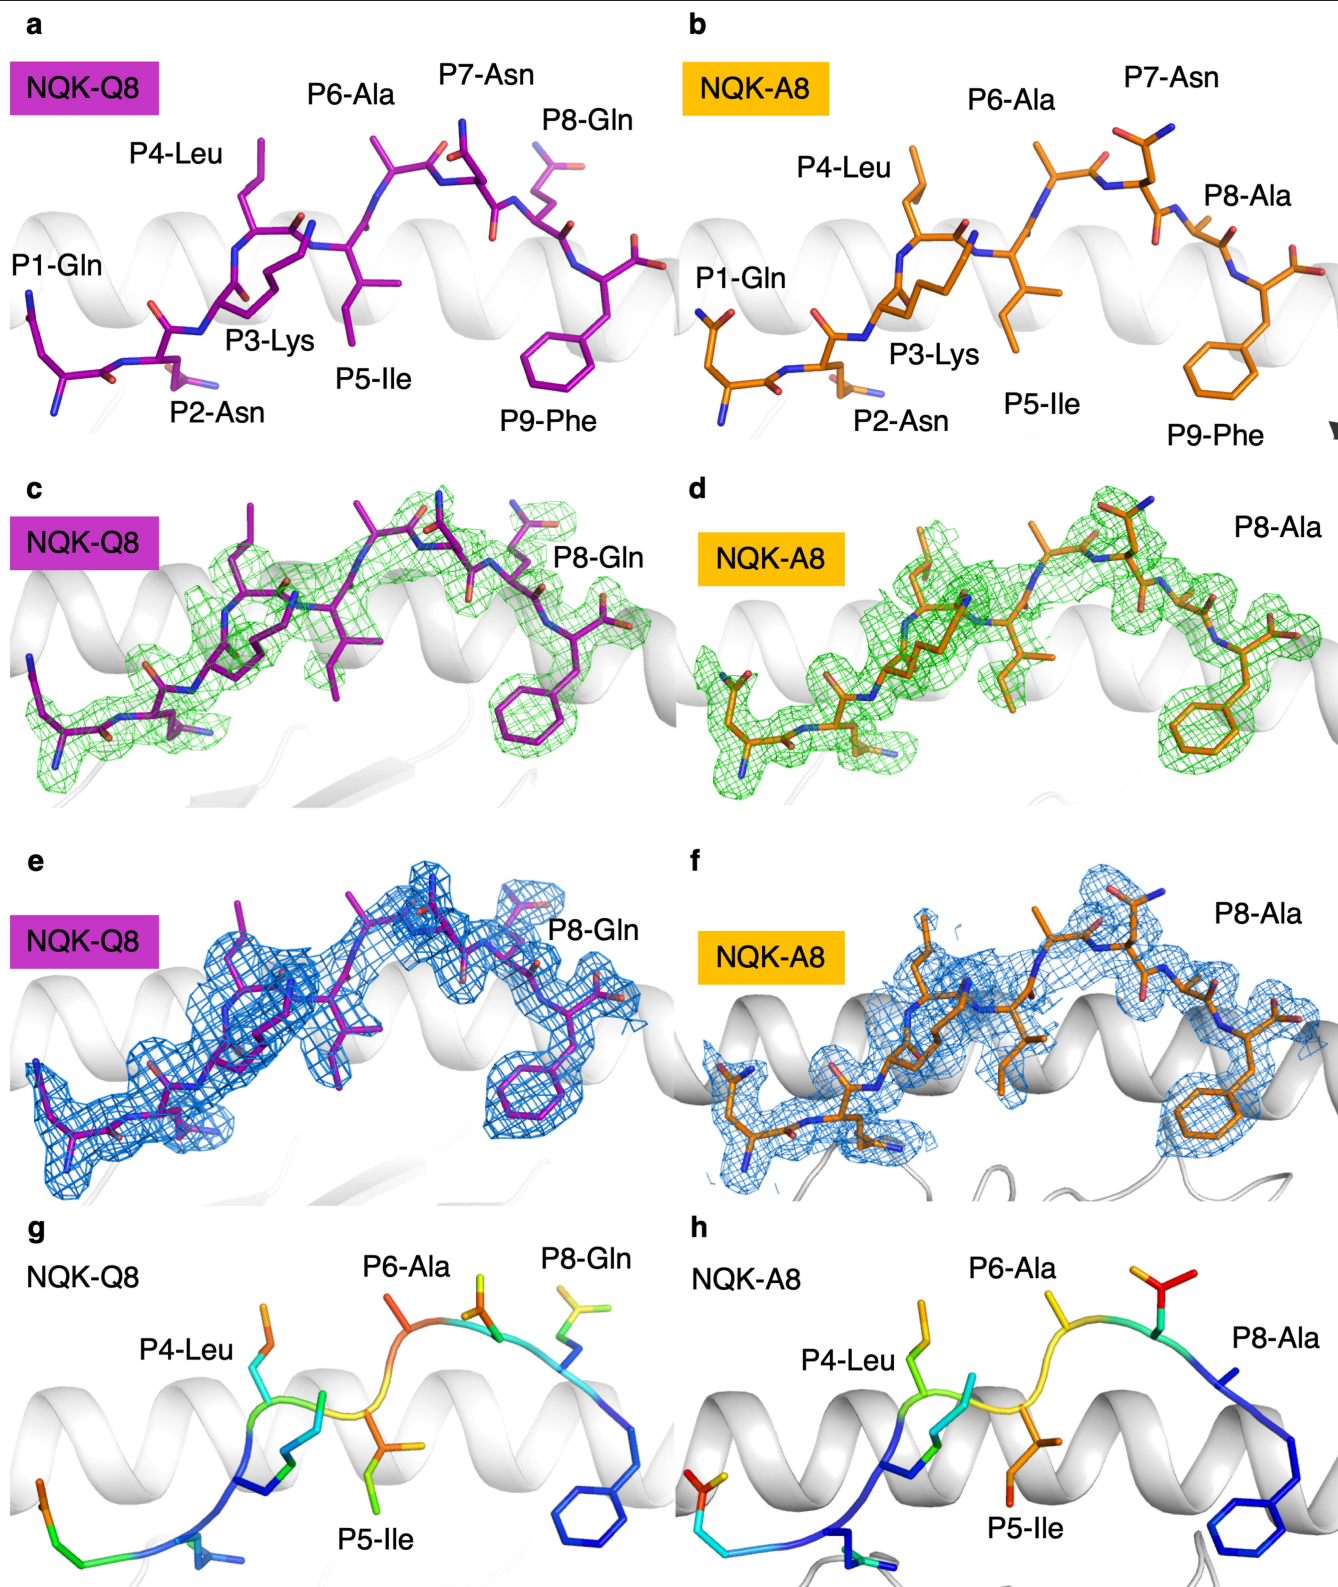 a
NQK-Q8
P1-Gln
P2-Asn
P3-Lys
P4-Leu
P5-Ile
P6-Ala
P7-Asn
P8-Gln
P9-Phe
b
NQK-A8
P1-Gln
P2-Asn
P3-Lys
P4-Leu
P5-Ile
P6-Ala
P7-Asn
P8-Ala
P9-Phe
c
NQK-Q8
P8-Gln
d
NQK-A8
P8-Ala
e
NQK-Q8
P8-Gln
f
NQK-A8
P8-Ala
g
NQK-Q8
P4-Leu
P5-Ile
P6-Ala
P8-Gln
h
NQK-A8
P4-Leu
P5-Ile
P6-Ala
P8-Ala